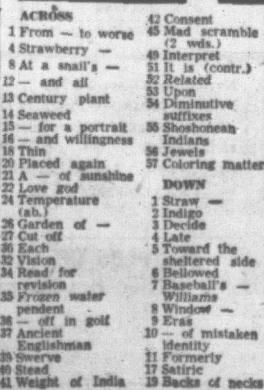 ACROSS
1 From — to worse
4 Strawberry —
8 At a snail's —
12 — and all
13 Century plant
14 Seaweed
15 — for a portrait
16 — and willingness
18 Thin
20 Placed again
21 A — of sunshine
22 Love god
24 Temperature
(ab.)
26 Garden of —
27 Cut off
30 Each
32 Vision
34 Read for
revision
35 Frozen water
pendent
36 — off in golf
37 Ancient
Englishman
39 Swerve
40 Stead
41 Weight of India
42 Consent
45 Mad scramble
(2 wds.)
49 Interpret
51 It is (contr.)
52 Related
53 Upon
54 Diminutive
suffixes
55 Shoshonean
Indians
56 Jewels
57 Coloring matter
DOWN
1 Straw —
2 Indigo
3 Decide
4 Late
5 Toward the
sheltered side
6 Bellowed
7 Baseball's —
Williams
8 Window —
9 Eras
10 — of mistaken
identity
11 Formerly
17 Satiric
19 Backs of necks